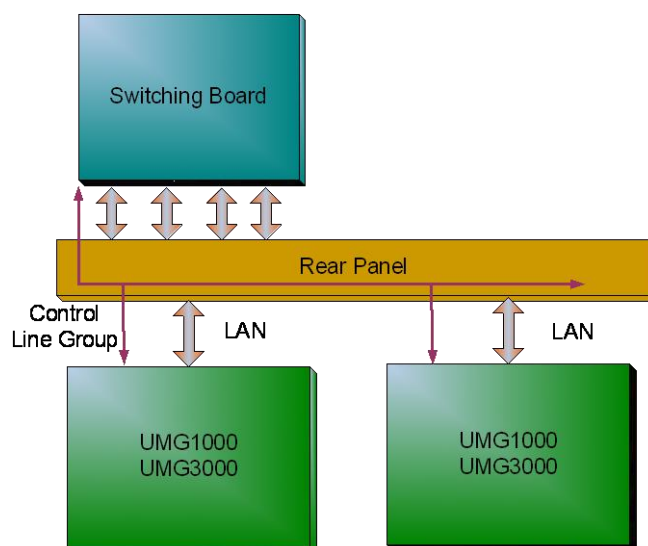 Switching Board
Rear Panel
Control
Line Group
LAN
LAN
UMG1000
UMG3000
UMG1000
UMG3000